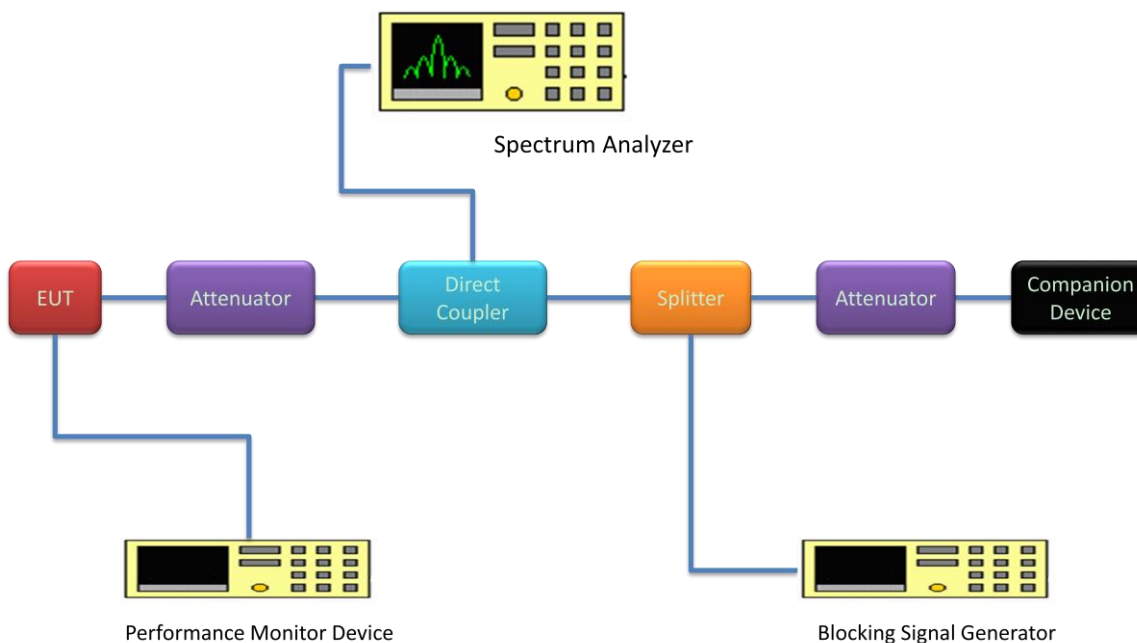 Spectrum Analyzer
EUT
Attenuator
Direct
Coupler
Splitter
Attenuator
Companion
Device
Performance Monitor Device
Blocking Signal Generator